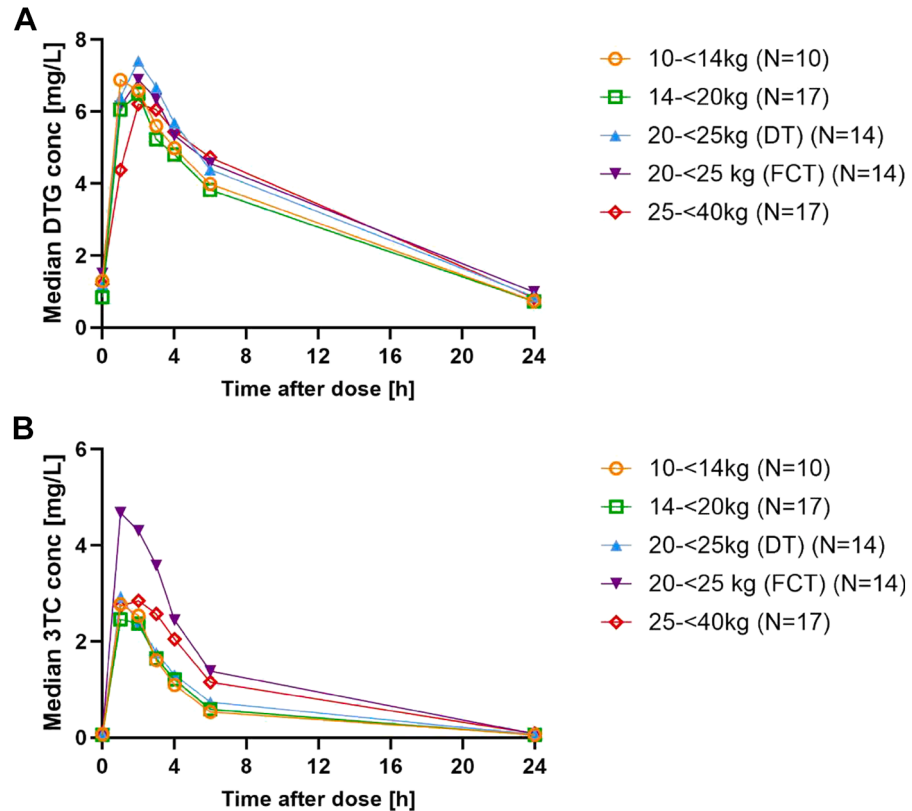 A
Median DTG conc [mg/L]
8
6
4
2
0
0 4 8 12 16 20 24
Time after dose [h]
10-<14kg (N=10)
14-<20kg (N=17)
20-<25kg (DT) (N=14)
20-<25 kg (FCT) (N=14)
25-<40kg (N=17)
B
Median 3TC conc [mg/L]
6
4
2
0
0 4 8 12 16 20 24
Time after dose [h]
10-<14kg (N=10)
14-<20kg (N=17)
20-<25kg (DT) (N=14)
20-<25 kg (FCT) (N=14)
25-<40kg (N=17)